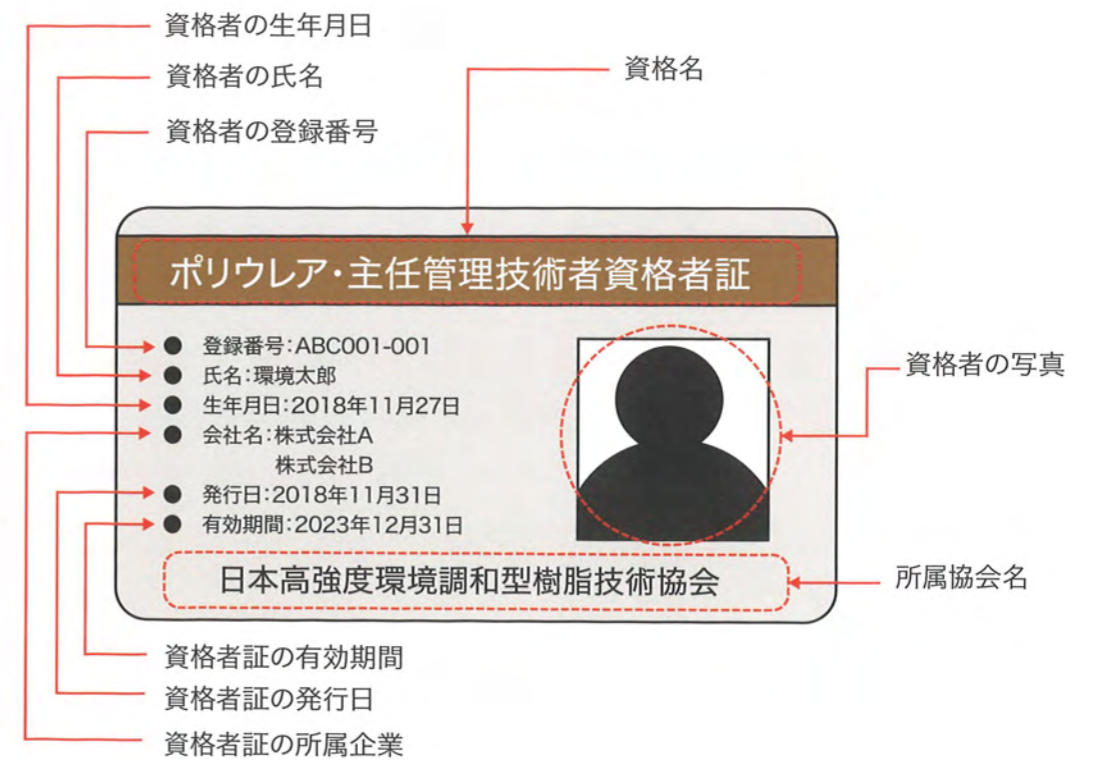 資格者の生年月日
資格者の氏名
資格名
資格者の登録番号
ポリウレア・主任管理技術者資格者証
● 登録番号:ABC001-001
● 氏名:環境太郎
● 生年月日:2018年11月27日
● 会社名:株式会社A
株式会社B
● 発行日:2018年11月31日
● 有効期間:2023年12月31日
資格者の写真
日本高強度環境調和型樹脂技術協会
所属協会名
資格者証の有効期間
資格者証の発行日
資格者証の所属企業